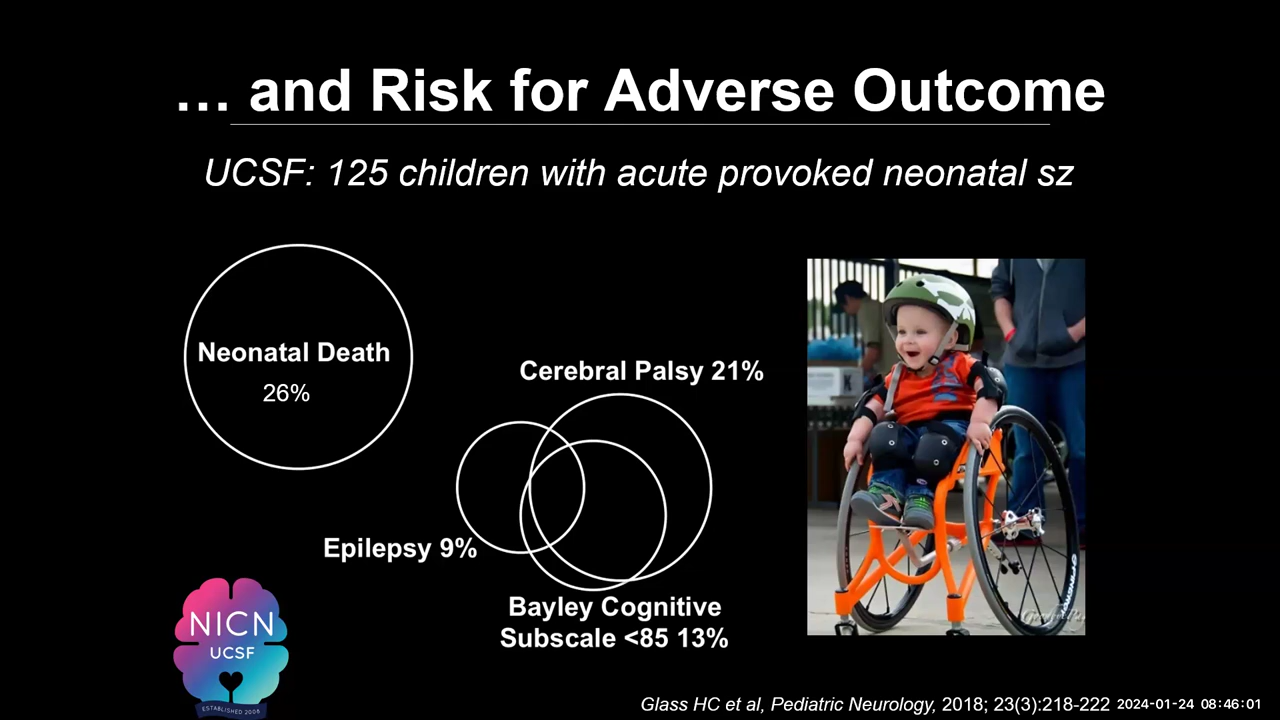 ... and Risk for Adverse Outcome
UCSF: 125 children with acute provoked neonatal sz
Neonatal Death
26%
Cerebral Palsy 21%
Epilepsy 9%
Bayley Cognitive
Subscale <85 13%
NICN
UCSF
ESTABLISHED 2008
Glass HC et al, Pediatric Neurology, 2018; 23(3):218-222
2024-01-24 08:46:01